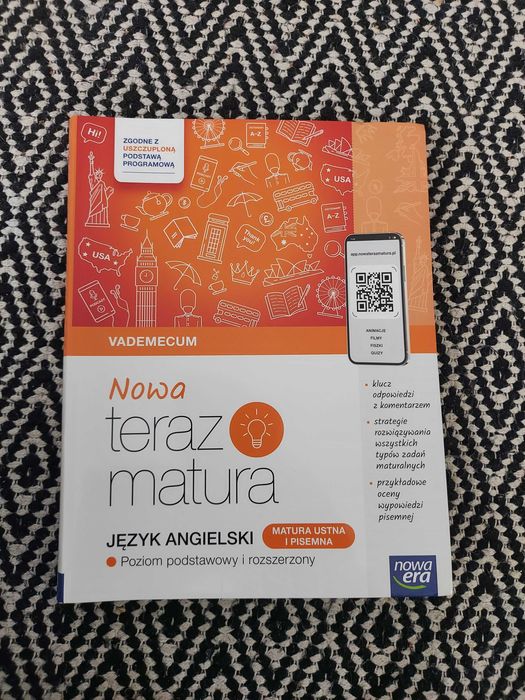 Hi!
ZGODNE Z
USZCZUPLONĄ
PODSTAWĄ
PROGRAMOWĄ
A-Z
USA
USA
A-Z
Thank you!
PODCAST
app.nowaterazmatura.pl
ANIMACJE
FILMY
FISZKI
QUIZY
VADEMECUM
Nowa
teraz
matura
JĘZYK ANGIELSKI
MATURA USTNA
I PISEMNA
Poziom podstawowy i rozszerzony
klucz
odpowiedzi
z komentarzem
strategie
rozwiązywania
wszystkich
typów zadań
maturalnych
przykładowe
oceny
wypowiedzi
pisemnej
nowa
era